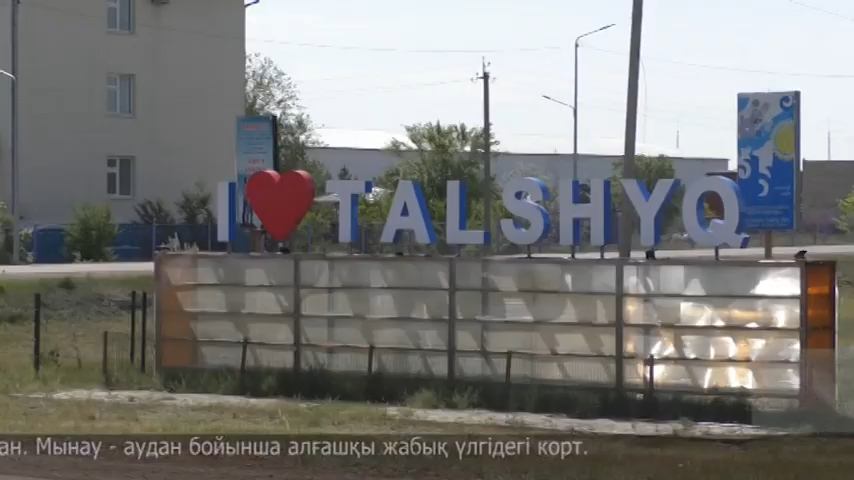 I ❤ TALSHYQ
ан. Мынау - аудан бойынша алғашқы жабық үлгідегі корт.